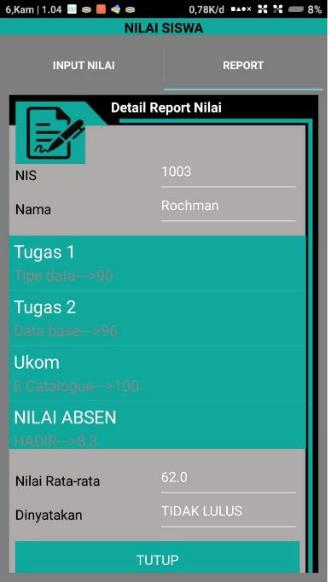 6,Kam | 1.04 0,78K/d 8%
NILAI SISWA
INPUT NILAI REPORT
Detail Report Nilai
NIS 1003
Nama Rochman
Tugas 1
Tipe data--->90
Tugas 2
Data base--->96
Ukom
E Catalogue--->100
NILAI ABSEN
HADIR--->8,3
Nilai Rata-rata 62.0
Dinyatakan TIDAK LULUS
TUTUP